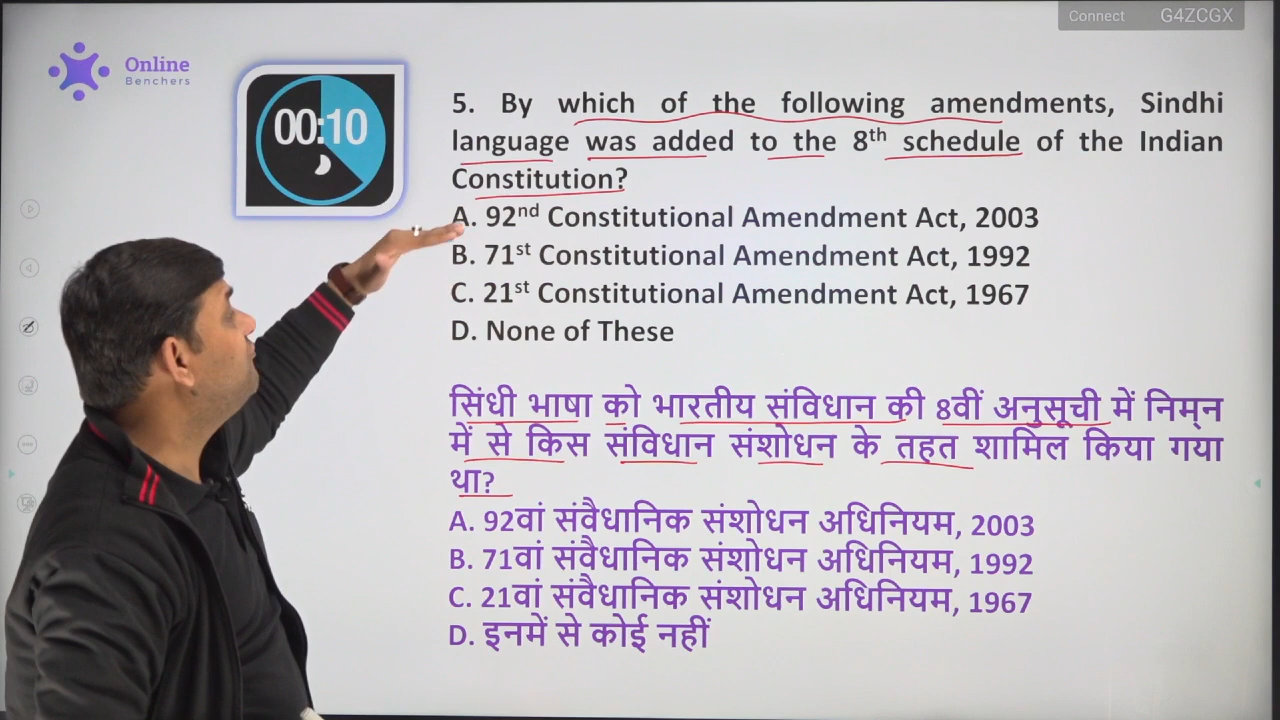 Connect G4ZCGX
Online
Benchers
00:10
5. By which of the following amendments, Sindhi
language was added to the 8th schedule of the Indian
Constitution?
A. 92nd Constitutional Amendment Act, 2003
B. 71st Constitutional Amendment Act, 1992
C. 21st Constitutional Amendment Act, 1967
D. None of These
सिंधी भाषा को भारतीय संविधान की 8वीं अनुसूची में निम्न
में से किस संविधान संशोधन के तहत शामिल किया गया
था?
A. 92वां संवैधानिक संशोधन अधिनियम, 2003
B. 71वां संवैधानिक संशोधन अधिनियम, 1992
C. 21वां संवैधानिक संशोधन अधिनियम, 1967
D. इनमें से कोई नहीं